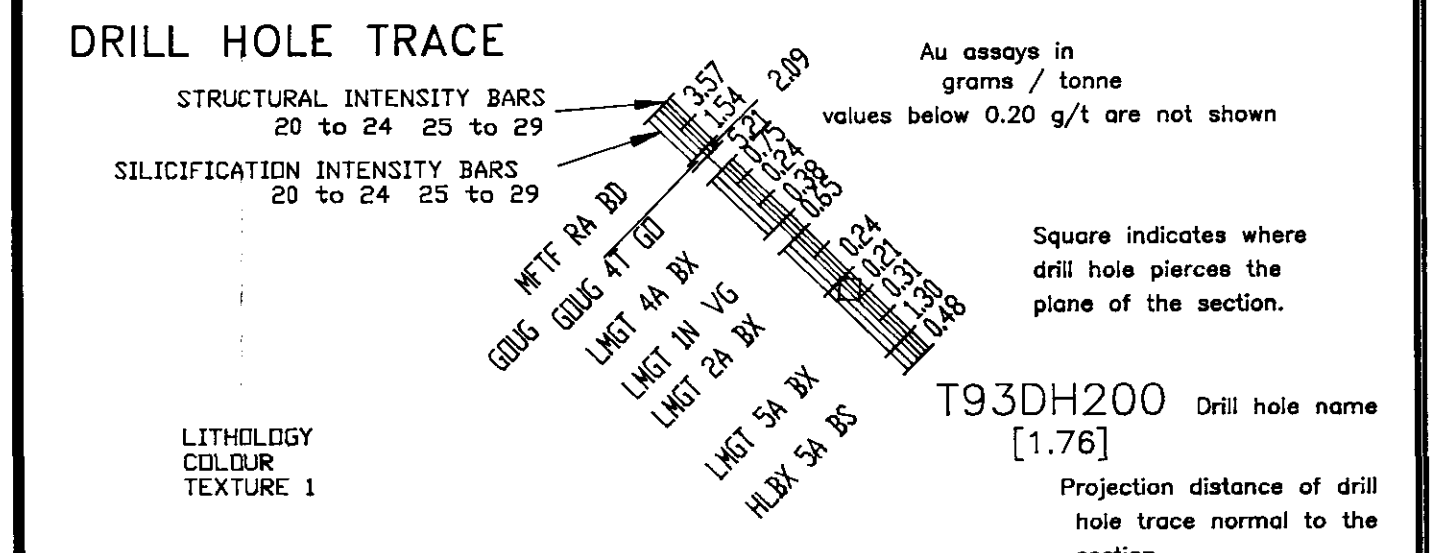 DRILL HOLE TRACE
STRUCTURAL INTENSITY BARS
20 to 24 25 to 29
SILICIFICATION INTENSITY BARS
20 to 24 25 to 29
3.57
1.54
2.09
5.21
0.75
0.24
0.38
0.65
0.24
0.21
0.31
1.30
0.48
Au assays in
grams / tonne
values below 0.20 g/t are not shown
MFTF RA BD
GOUG GOUG 4T GO
LMGT 4A BX
LMGT 1N VG
LMGT 2A BX
LMGT 5A BX
HLBX 5A BS
Square indicates where
drill hole pierces the
plane of the section.
T93DH200 Drill hole name
[1.76]
LITHOLOGY
COLOUR
TEXTURE 1
Projection distance of drill
hole trace normal to the
section